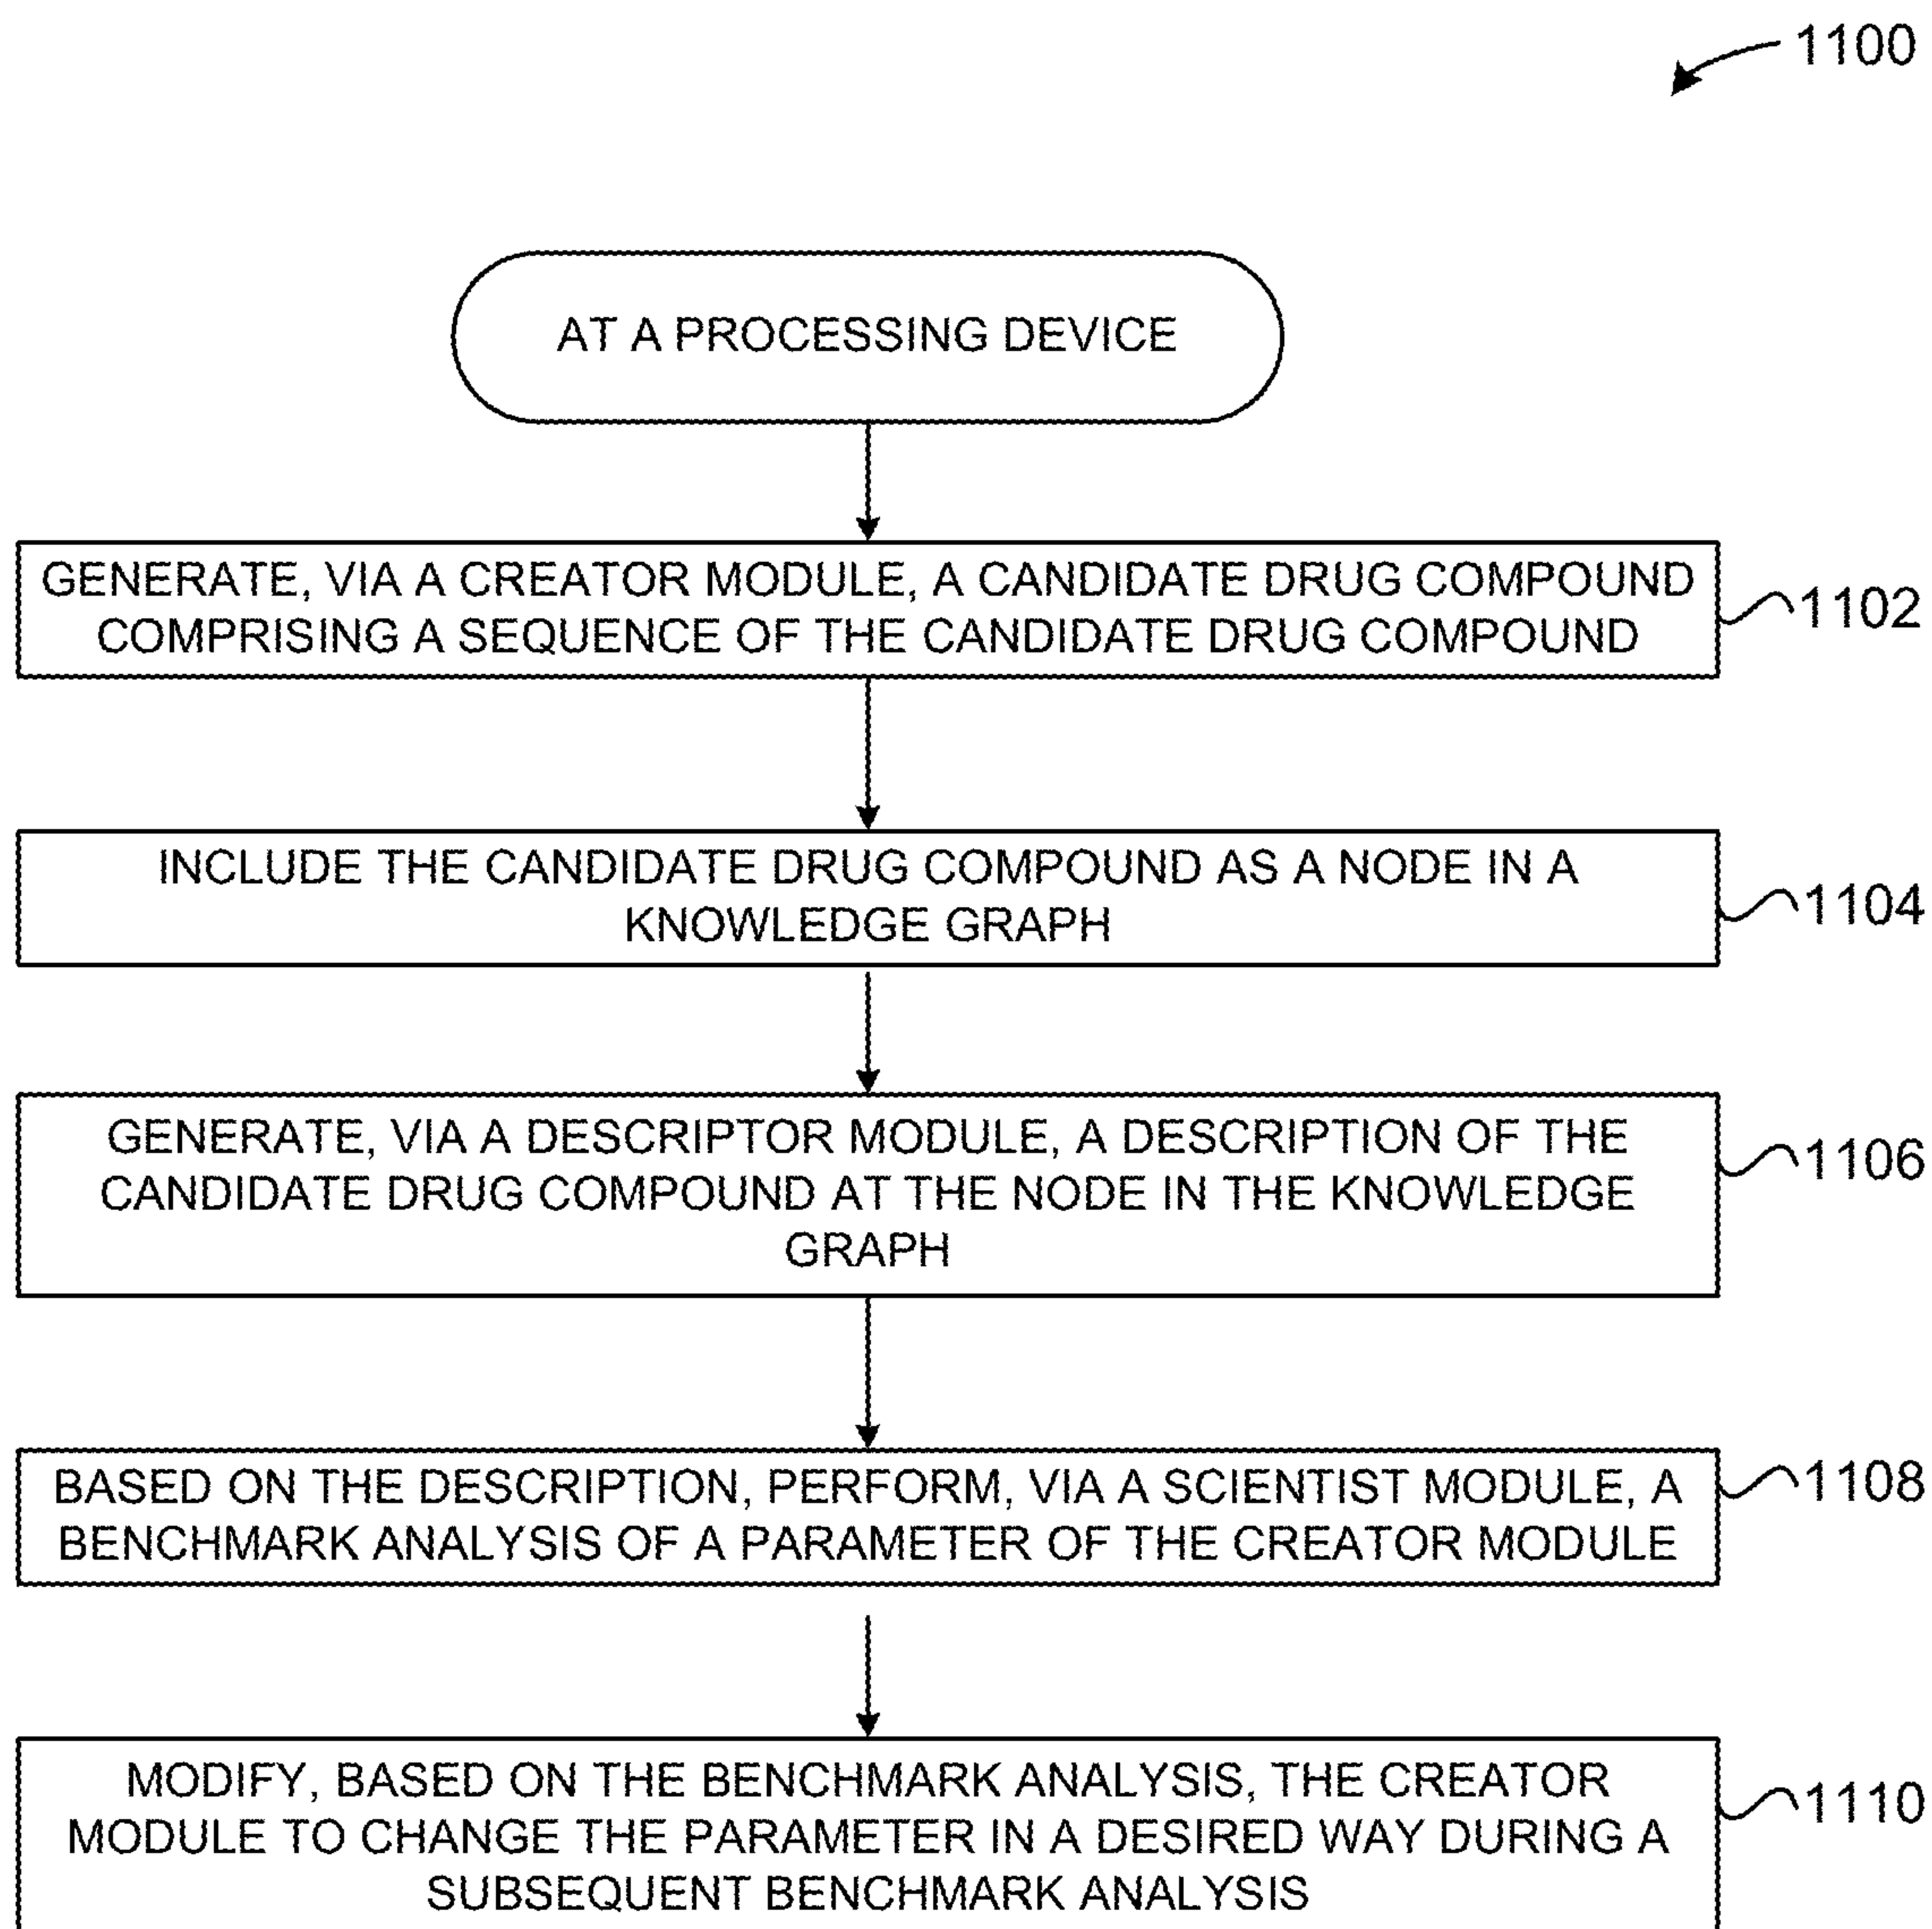 1100
AT A PROCESSING DEVICE
GENERATE, VIA A CREATOR MODULE, A CANDIDATE DRUG COMPOUND
COMPRISING A SEQUENCE OF THE CANDIDATE DRUG COMPOUND
1102
INCLUDE THE CANDIDATE DRUG COMPOUND AS A NODE IN A
KNOWLEDGE GRAPH
1104
GENERATE, VIA A DESCRIPTOR MODULE, A DESCRIPTION OF THE
CANDIDATE DRUG COMPOUND AT THE NODE IN THE KNOWLEDGE
GRAPH
1106
BASED ON THE DESCRIPTION, PERFORM, VIA A SCIENTIST MODULE, A
BENCHMARK ANALYSIS OF A PARAMETER OF THE CREATOR MODULE
1108
MODIFY, BASED ON THE BENCHMARK ANALYSIS, THE CREATOR
MODULE TO CHANGE THE PARAMETER IN A DESIRED WAY DURING A
SUBSEQUENT BENCHMARK ANALYSIS
1110